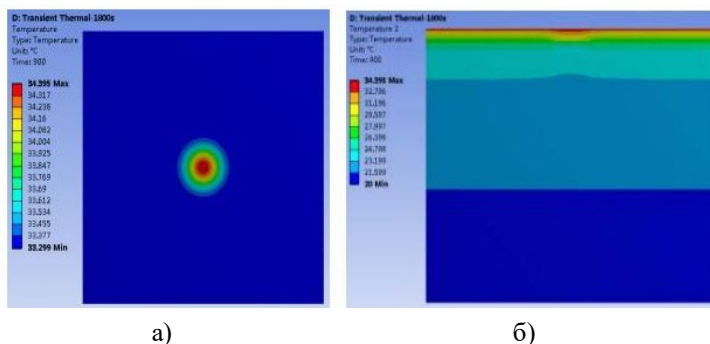 D: Transient Thermal-1800s
Temperature
Type: Temperature
Unit: °C
Time: 900
34.395 Max
34.317
34.238
34.16
34.082
34.004
33.925
33.847
33.769
33.69
33.612
33.534
33.455
33.377
33.299 Min
D: Transient Thermal-1800s
Temperature 2
Type: Temperature
Unit: °C
Time: 900
34.395 Max
32.796
31.196
29.597
27.997
26.398
24.798
23.199
21.599
20 Min
а)
б)